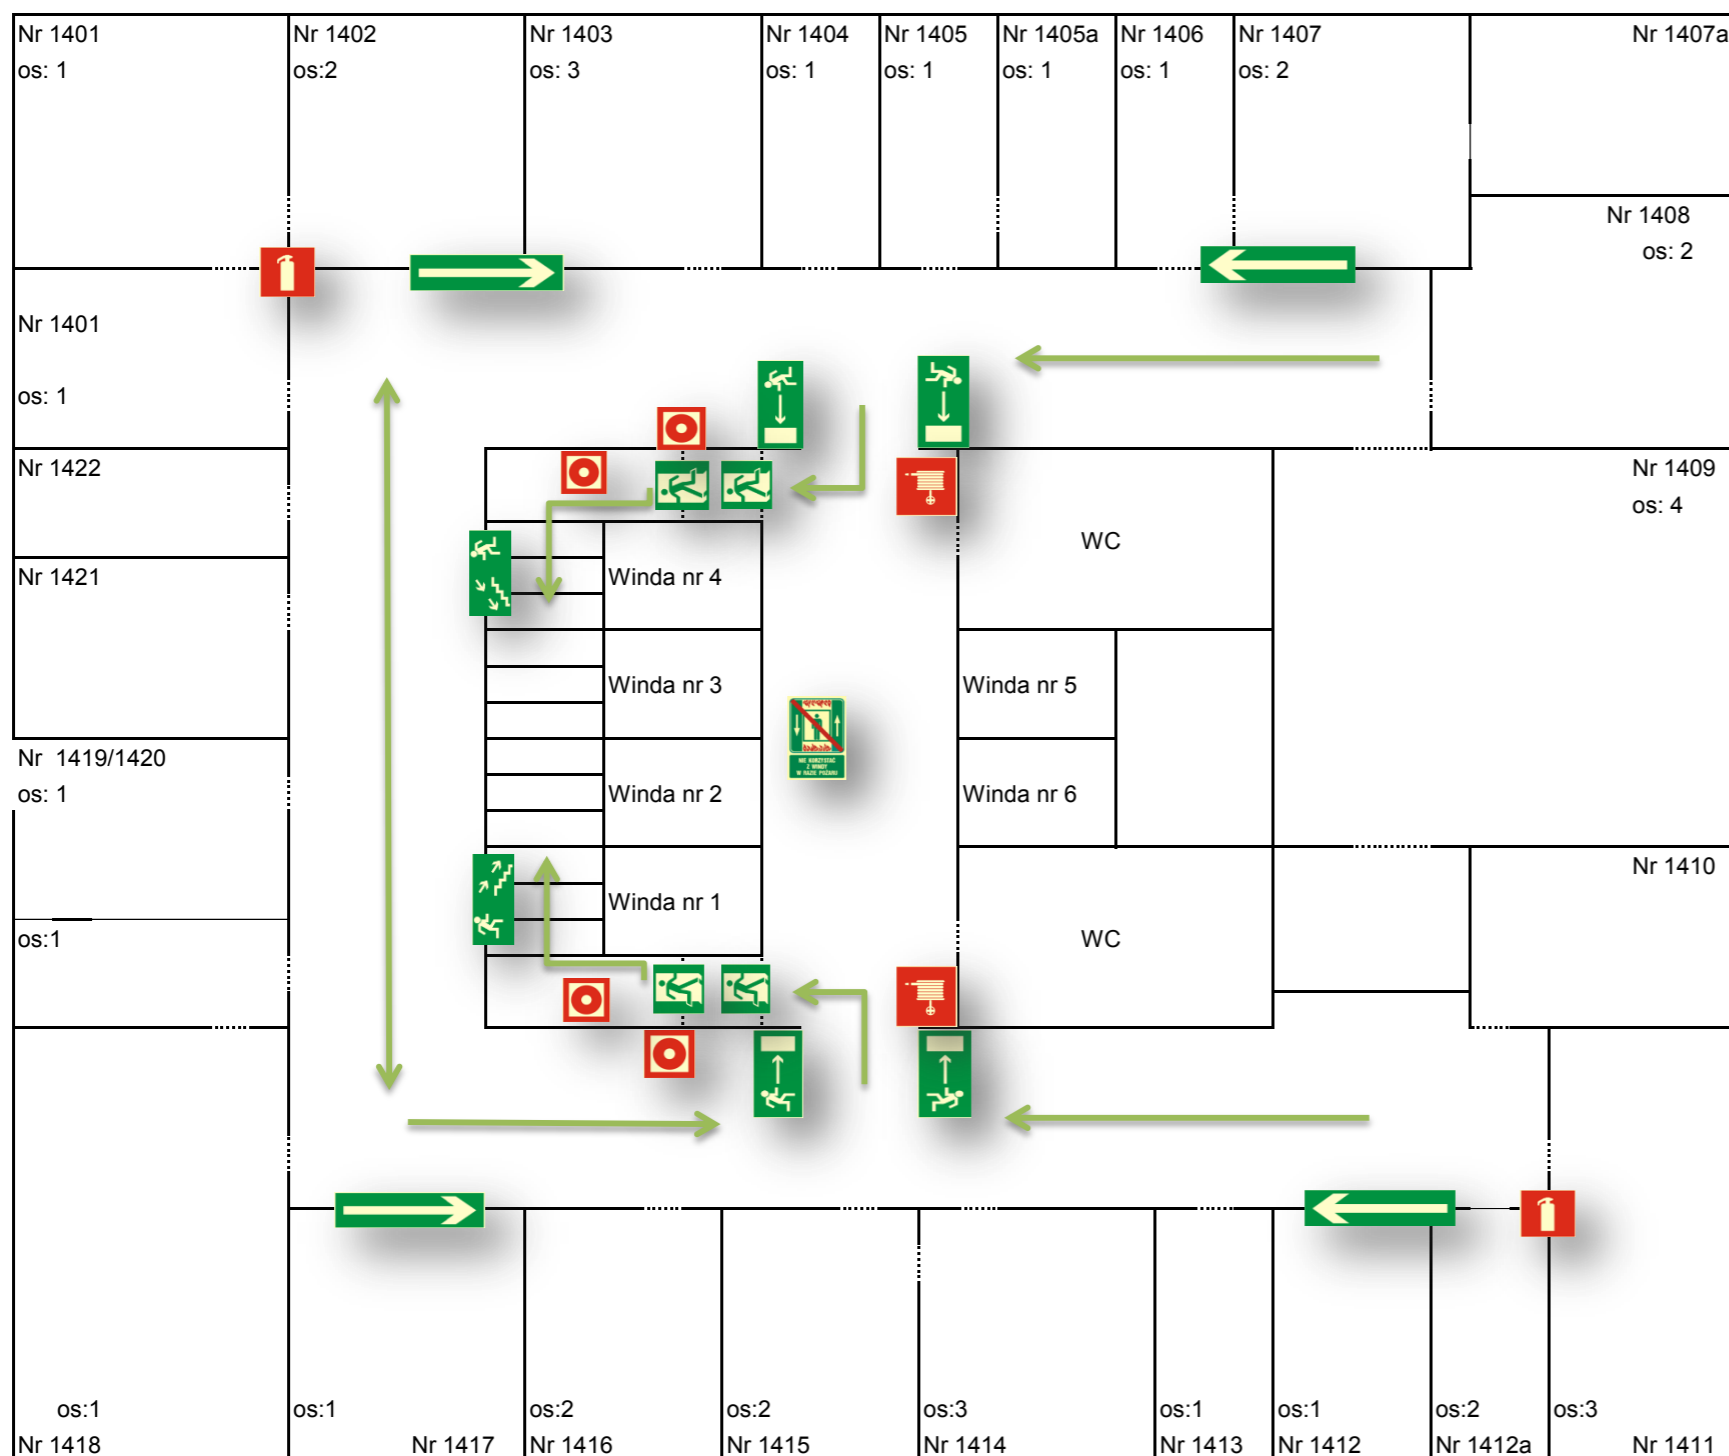 Nr 1401
os: 1
Nr 1402
os:2
Nr 1403
os: 3
Nr 1404
os: 1
Nr 1405
os: 1
Nr 1405a
os: 1
Nr 1406
os: 1
Nr 1407
os: 2
Nr 1407a
Nr 1408
os: 2
Nr 1401
os: 1
Nr 1422
Nr 1409
os: 4
WC
Nr 1421
Winda nr 4
Winda nr 3
Winda nr 5
Nr 1419/1420
os: 1
NIE KORZYSTAĆ
Z WINDY
W RAZIE POŻARU
Winda nr 2
Winda nr 6
Nr 1410
Winda nr 1
os:1
WC
os:1
Nr 1418
os:1
Nr 1417
os:2
Nr 1416
os:2
Nr 1415
os:3
Nr 1414
os:1
Nr 1413
os:1
Nr 1412
os:2
Nr 1412a
os:3
Nr 1411